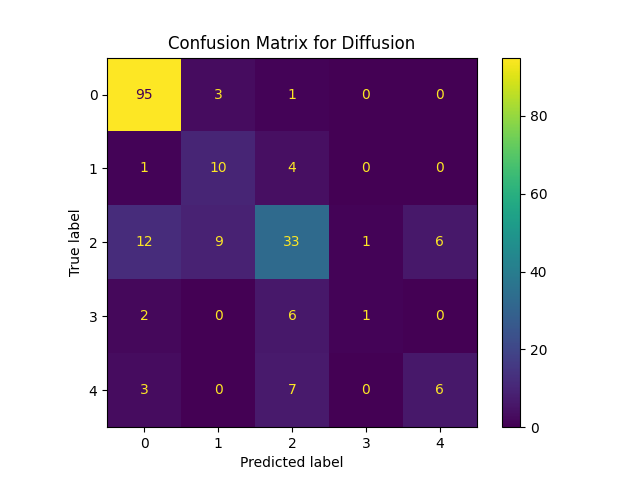 Confusion Matrix for Diffusion
0 95 3 1 0 0
1 1 10 4 0 0
2 12 9 33 1 6
3 2 0 6 1 0
4 3 0 7 0 6
0 1 2 3 4
True label
Predicted label
80
60
40
20
0